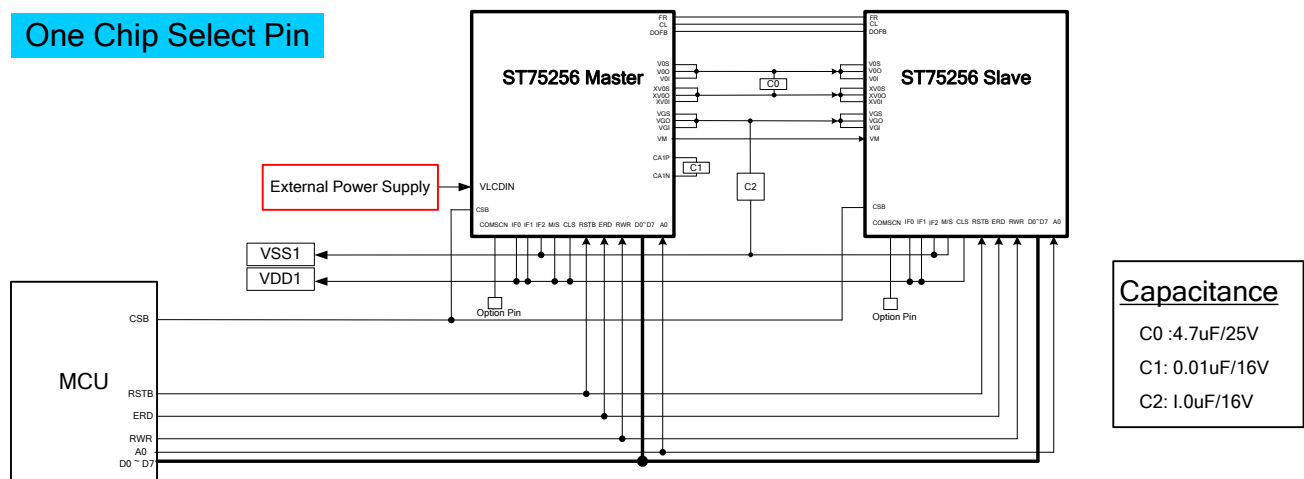 One Chip Select Pin
ST75256 Master
FR
CL
DOFB
V0S
V0O
V0I
XV0S
XV0O
XV0I
VGS
VGO
VGI
VM
CA1P
CA1N
VLCDIN
CSB
COMSCN IF0 IF1 IF2 M/S CLS RSTB ERD RWR D0~D7 A0
C0
C1
C2
ST75256 Slave
FR
CL
DOFB
V0S
V0O
V0I
XV0S
XV0O
XV0I
VGS
VGO
VGI
VM
CSB
COMSCN IF0 IF1 IF2 M/S CLS RSTB ERD RWR D0~D7 A0
External Power Supply
VSS1
VDD1
Option Pin
Option Pin
MCU
CSB
RSTB
ERD
RWR
A0
D0 ~ D7
Capacitance
C0 :4.7uF/25V
C1: 0.01uF/16V
C2: I.0uF/16V